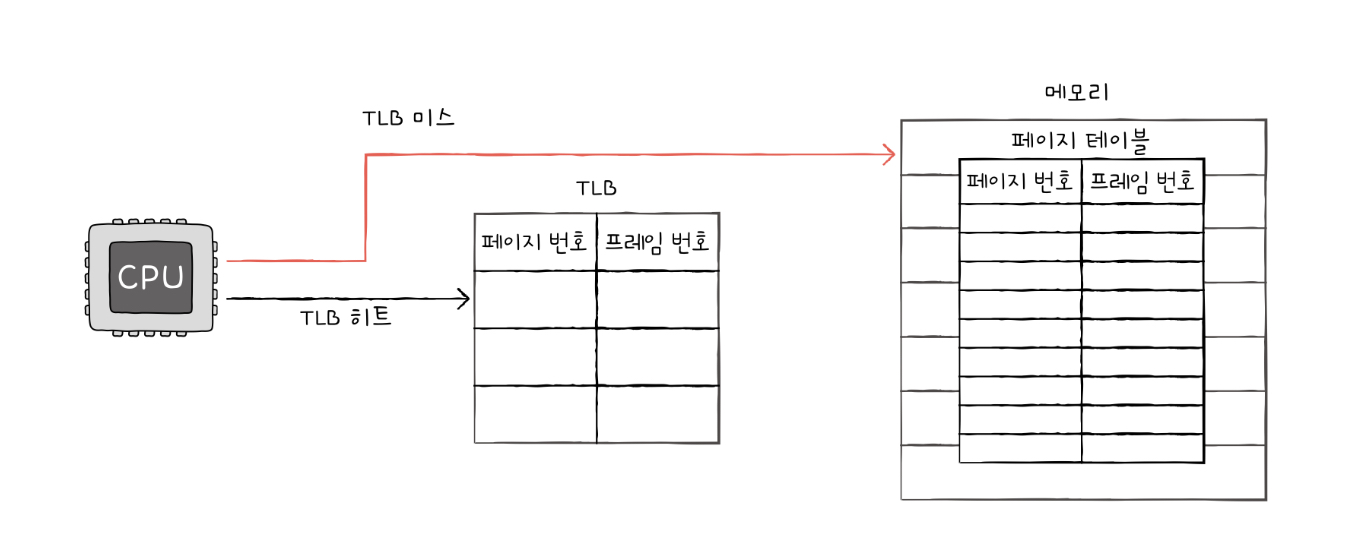 메모리
TLB 미스
페이지 테이블
페이지 번호 프레임 번호
TLB
페이지 번호 프레임 번호
CPU
TLB 히트